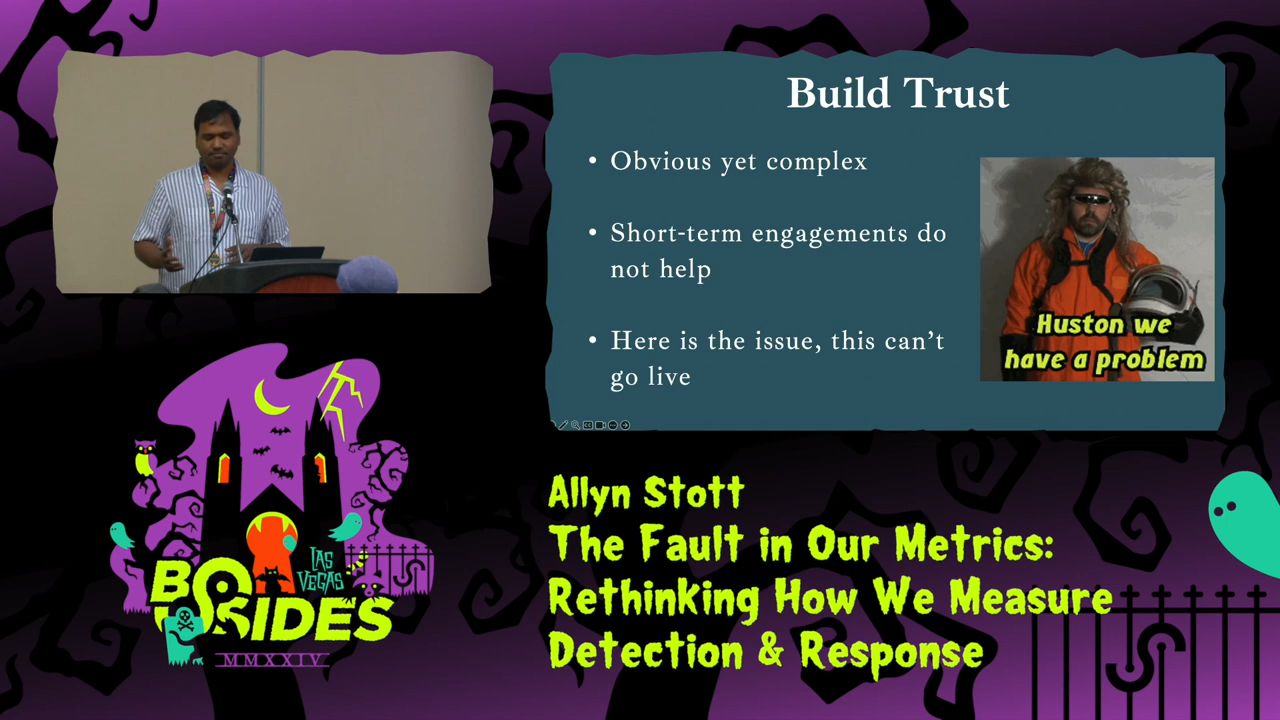 Build Trust
• Obvious yet complex
• Short-term engagements do
not help
• Here is the issue, this can't
go live
Huston we
have a problem
LAS
VEGAS
BSIDES
MMXXIV
Allyn Stott
The Fault in Our Metrics:
Rethinking How We Measure
Detection & Response